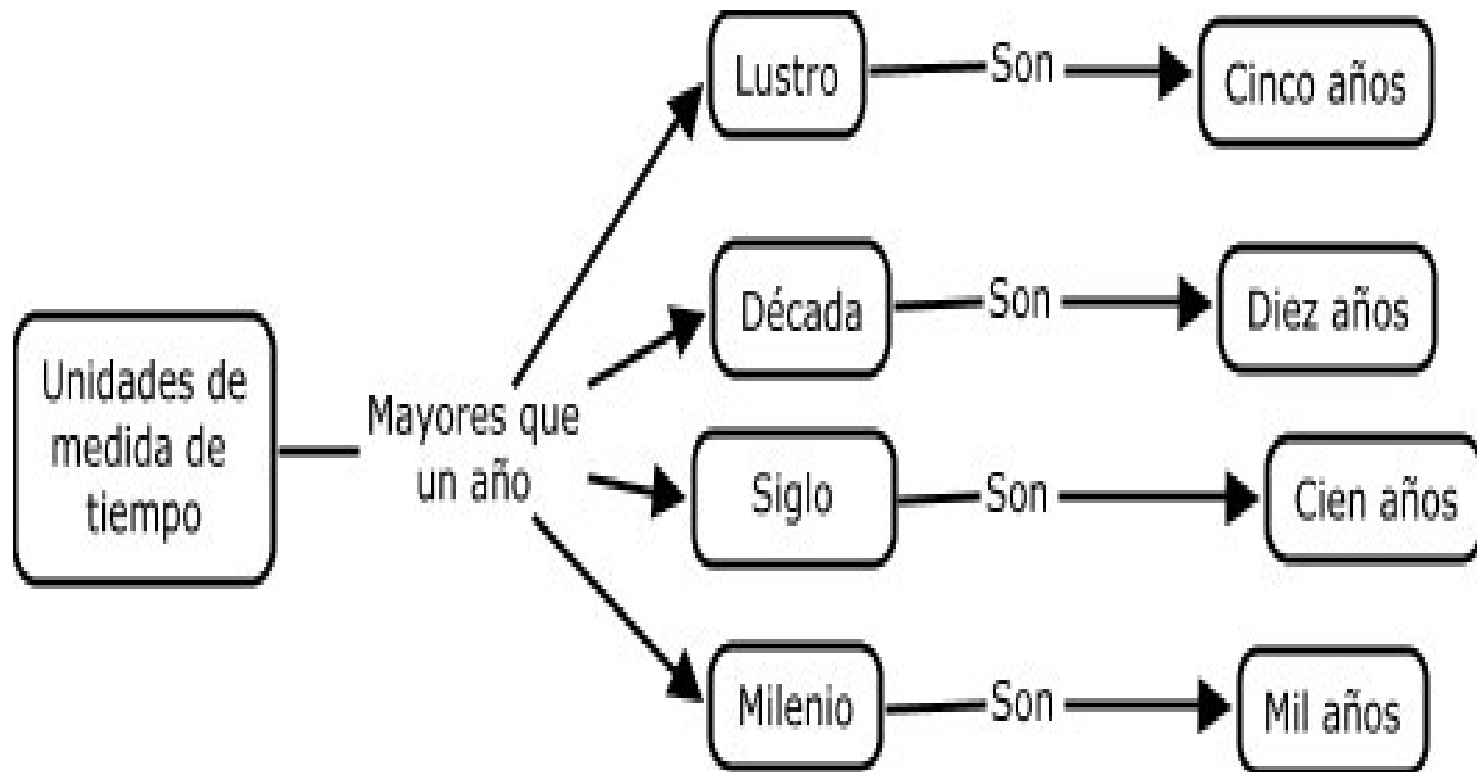 Unidades de
medida de
tiempo
Mayores que
un año
Lustro
Son
Cinco años
Década
Son
Diez años
Siglo
Son
Cien años
Milenio
Son
Mil años